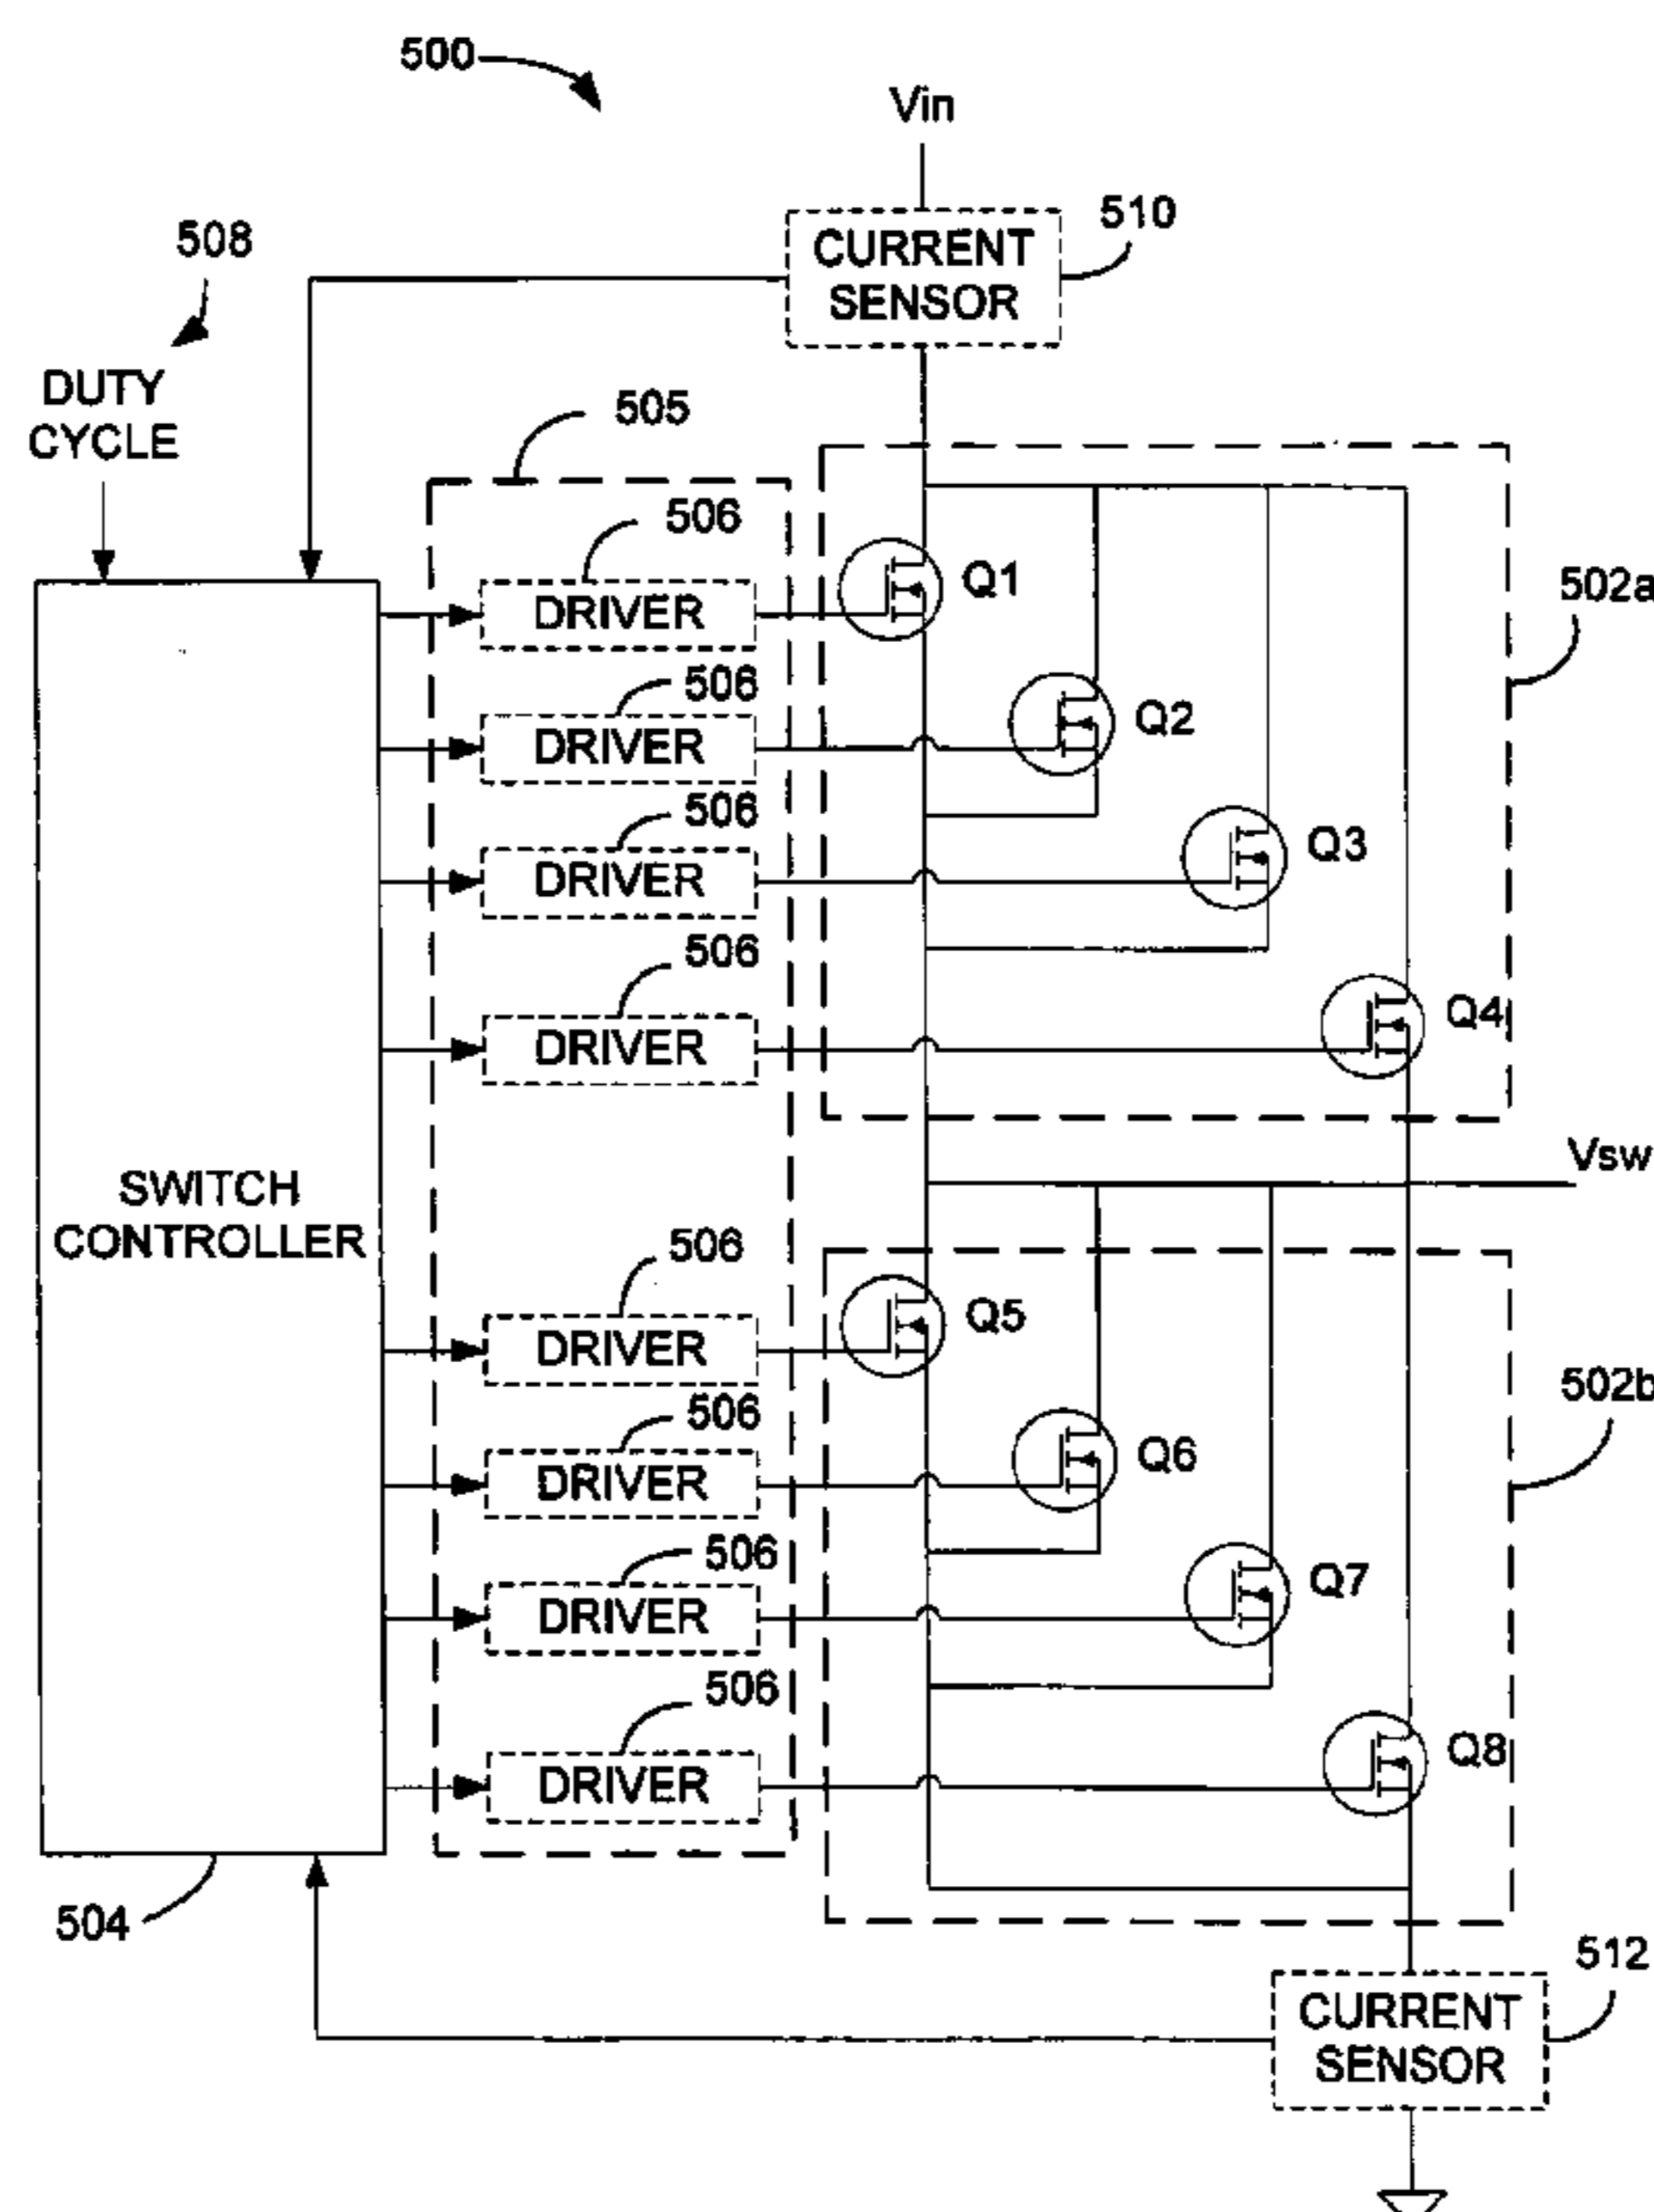 500
Vin
508
CURRENT
SENSOR
510
DUTY
CYCLE
505
506
DRIVER
Q1
502a
506
DRIVER
Q2
506
DRIVER
Q3
506
DRIVER
Q4
Vsw
SWITCH
CONTROLLER
506
DRIVER
Q5
502b
506
DRIVER
Q6
506
DRIVER
Q7
506
DRIVER
Q8
504
512
CURRENT
SENSOR